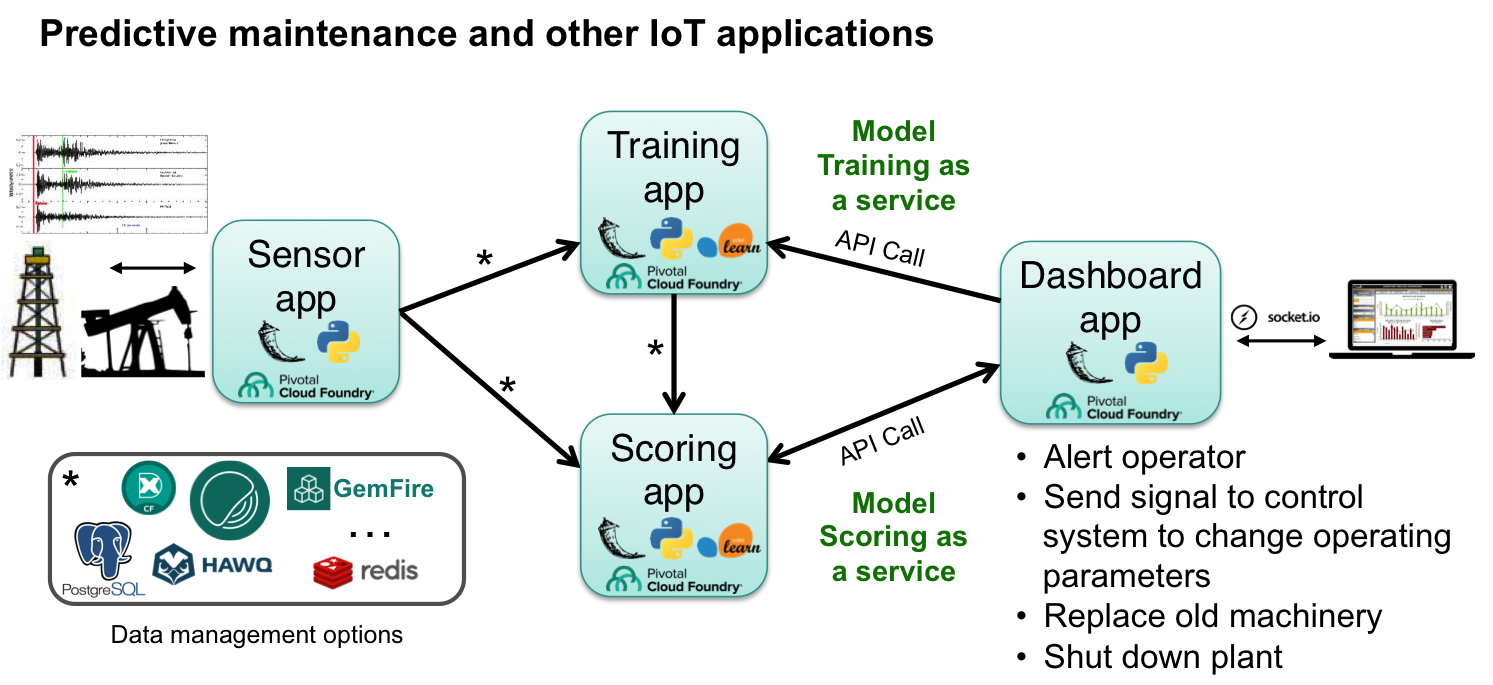 Predictive maintenance and other IoT applications
Sensor
app
Pivotal
Cloud Foundry
*
*
Training
app
learn
Pivotal
Cloud Foundry
Model
Training as
a service
API Call
*
Scoring
app
learn
Pivotal
Cloud Foundry
Model
Scoring as
a service
API Call
Dashboard
app
Pivotal
Cloud Foundry
socket.io
• Alert operator
• Send signal to control
system to change operating
parameters
• Replace old machinery
• Shut down plant
*
CF
GemFire
...
PostgreSQL
HAWQ
redis
Data management options